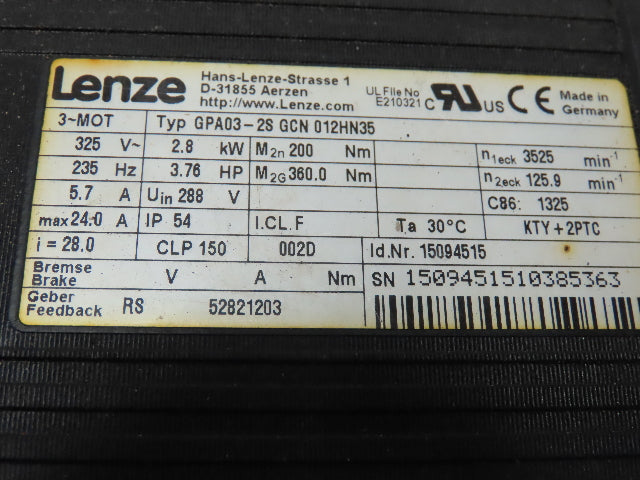 Lenze
Hans-Lenze-Strasse 1
D-31855 Aerzen
http://www.Lenze.com
UL File No
E210321
c RU US CE
Made in
Germany
3~MOT Typ GPA03-2S GCN 012HN35
325 V~ 2.8 kW M2n 200 Nm n1eck 3525 min-1
235 Hz 3.76 HP M2G 360.0 Nm n2eck 125.9 min-1
5.7 A Uin 288 V C86: 1325
max 24.0 A IP 54 I.CL.F Ta 30°C KTY+2PTC
i = 28.0 CLP 150 002D Id.Nr. 15094515
Bremse
Brake V A Nm SN 1509451510385363
Geber
Feedback RS 52821203